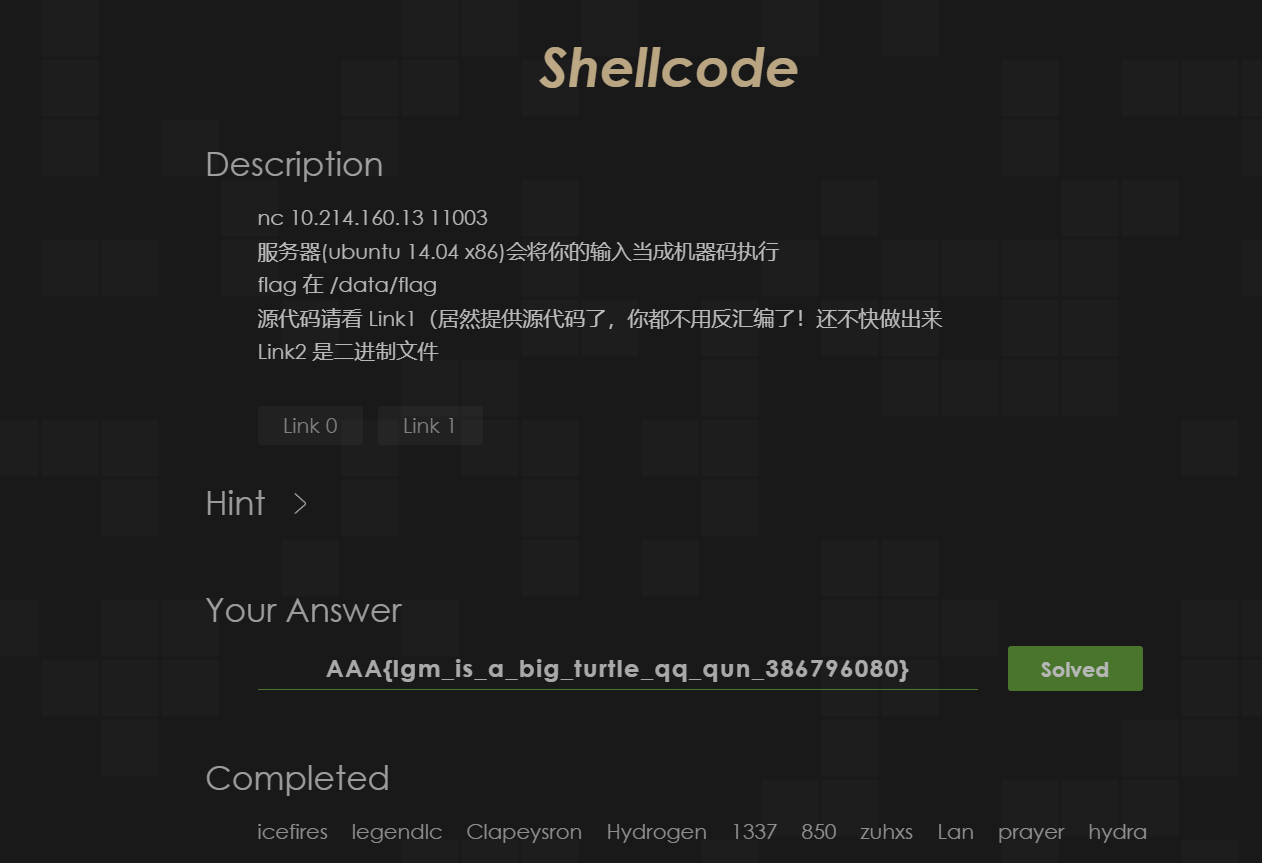 Shellcode
Description
nc 10.214.160.13 11003
服务器(ubuntu 14.04 x86)会将你的输入当成机器码执行
flag 在 /data/flag
源代码请看 Link1（居然提供源代码了，你都不用反汇编了！还不快做出来
Link2 是二进制文件
Link 0 Link 1
Hint >
Your Answer
AAA{lgm_is_a_big_turtle_qq_qun_386796080} Solved
Completed
icefires legendlc Clapeysron Hydrogen 1337 850 zuhxs Lan prayer hydra